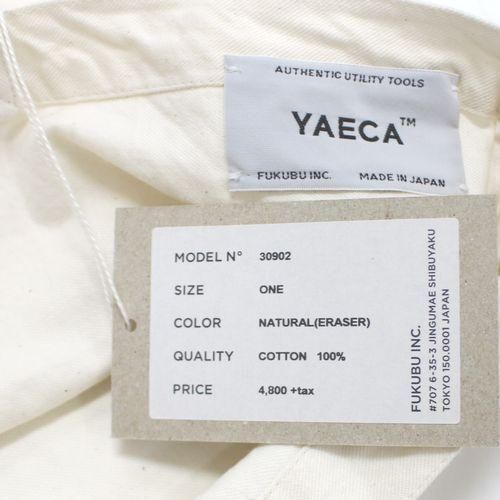 AUTHENTIC UTILITY TOOLS
YAECA™
FUKUBU INC. MADE IN JAPAN
MODEL N° 30902
SIZE ONE
COLOR NATURAL(ERASER)
QUALITY COTTON 100%
PRICE 4,800 +tax
FUKUBU INC.
#707 6-35-3 JINGUMAE SHIBUYAKU
TOKYO 150.0001 JAPAN